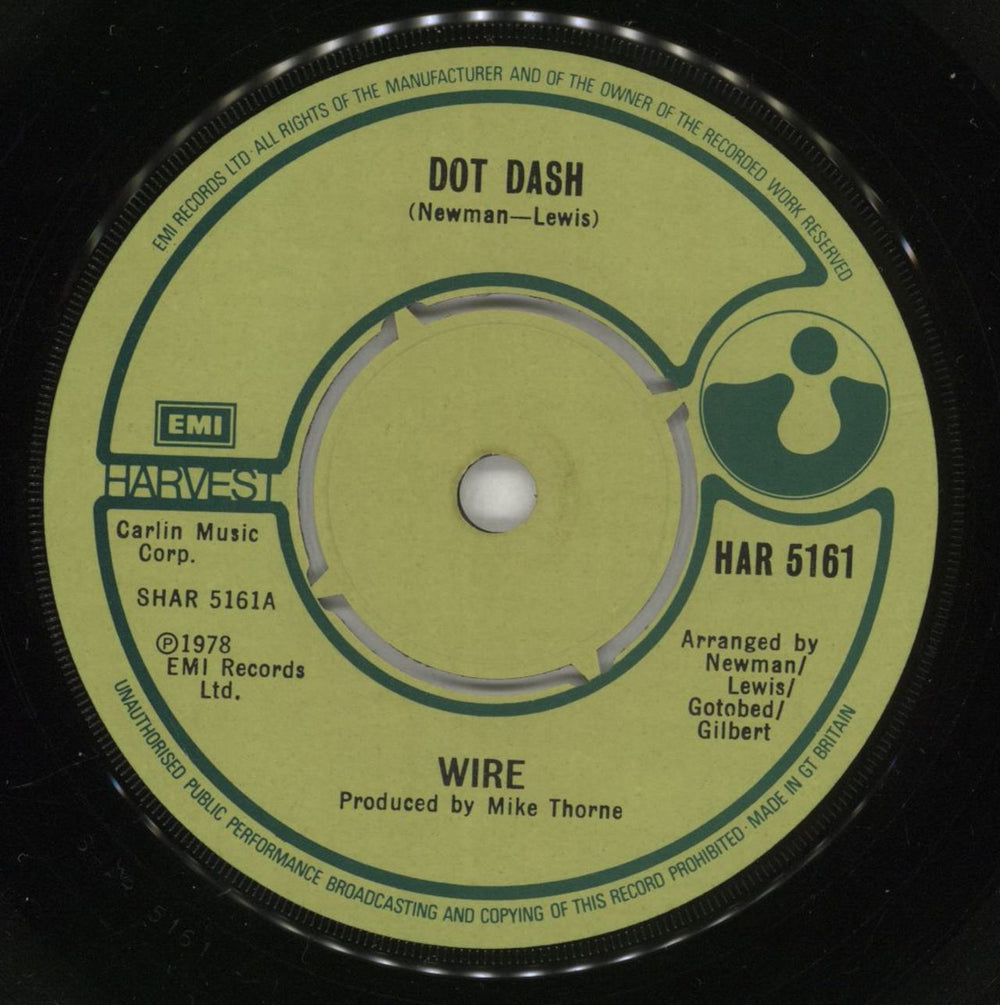 EMI RECORDS LTD·ALL RIGHTS OF THE MANUFACTURER AND OF THE OWNER OF THE RECORDED WORK RESERVED
DOT DASH
(Newman—Lewis)
EMI
HARVEST
Carlin Music
Corp.
SHAR 5161A
Ⓟ1978
EMI Records
Ltd.
HAR 5161
Arranged by
Newman/
Lewis/
Gotobed/
Gilbert
WIRE
Produced by Mike Thorne
UNAUTHORISED PUBLIC PERFORMANCE BROADCASTING AND COPYING OF THIS RECORD PROHIBITED·MADE IN GT BRITAIN
5161